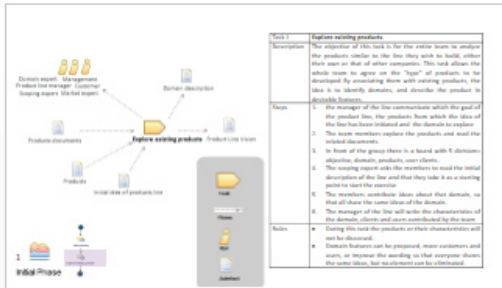 Domain expert Management
Product line manager Customer
Scoping expert Market expert
Domain description
Products documents
Explore existing products
Product Line Vision
Products
Initial idea of products line
Task
Flows
Artefact
1
Initial Phase
Task 1 Explore existing products
Description The objective of this task is for the entire team to analyze
the products similar to the line they wish to build, either
their own or that of other companies. This task allows the
whole team to agree on the "type" of products to be
developed. By associating them with existing products, the
idea is to identify domains, and describe the product in
desirable features.
Steps 1. the manager of the line communicate which the goal of
the product line, the products from which the idea of
the line has been initiated and the domain to explore
2. The team members explore the products and read the
related documents.
3. In front of the group there is a board with 5 divisions:
objective, domain, products, user clients.
4. The scoping expert asks the members to read the initial
description of the line and that they take it as a starting
point to start the exercise
5. The members contribute ideas about that domain, so
that all share the same ideas of the domain.
6. The manager of the line will write the characteristics of
the domain, clients and users contributed by the team
Rules • During this task the products or their characteristics will
not be discussed.
• Domain features can be proposed, more customers and
users, or improve the wording so that everyone shares
the same ideas, but no element can be eliminated.